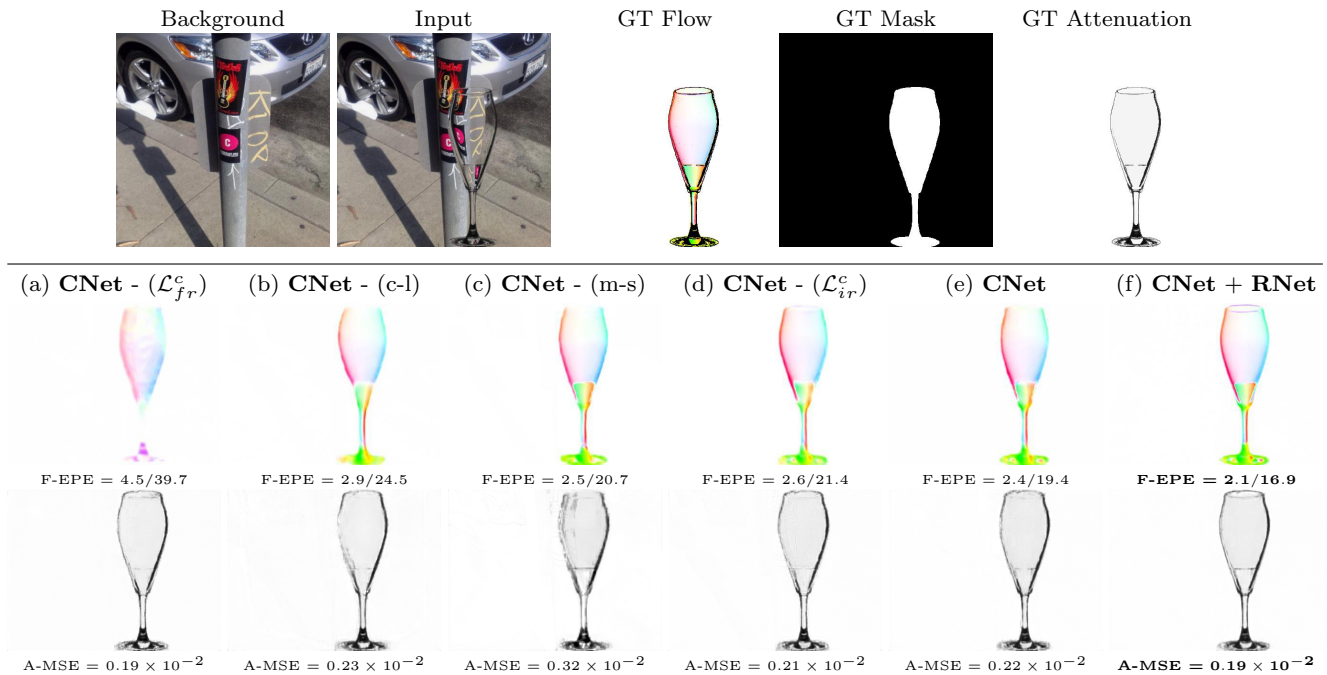 Background Input GT Flow GT Mask GT Attenuation
C
C
(a) CNet - (ℒᶜ_fr) (b) CNet - (c-l) (c) CNet - (m-s) (d) CNet - (ℒᶜ_ir) (e) CNet (f) CNet + RNet
F-EPE = 4.5/39.7 F-EPE = 2.9/24.5 F-EPE = 2.5/20.7 F-EPE = 2.6/21.4 F-EPE = 2.4/19.4 F-EPE = 2.1/16.9
A-MSE = 0.19 × 10⁻² A-MSE = 0.23 × 10⁻² A-MSE = 0.32 × 10⁻² A-MSE = 0.21 × 10⁻² A-MSE = 0.22 × 10⁻² A-MSE = 0.19 × 10⁻²